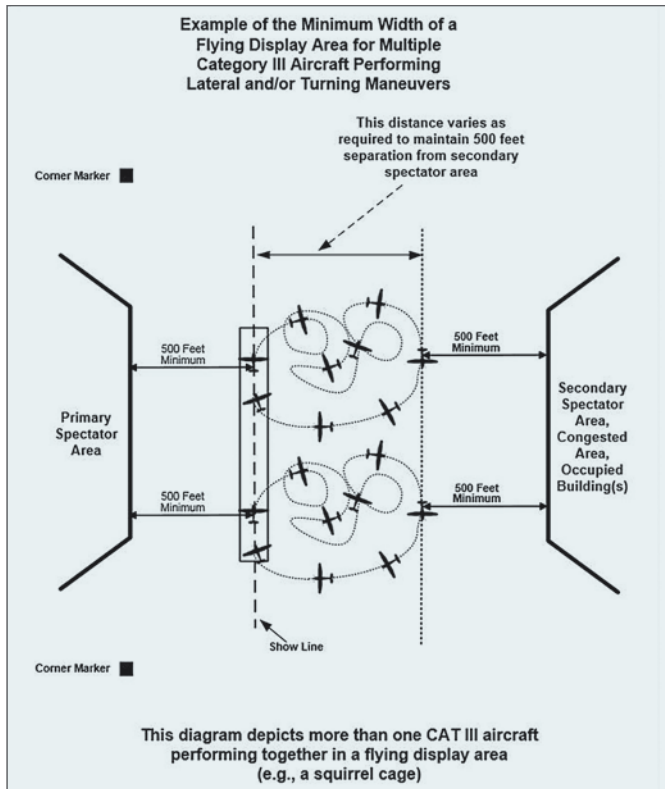 Example of the Minimum Width of a
Flying Display Area for Multiple
Category III Aircraft Performing
Lateral and/or Turning Maneuvers
This distance varies as
required to maintain 500 feet
separation from secondary
spectator area
Corner Marker
500 Feet
Minimum
500 Feet
Minimum
Primary
Spectator
Area
Secondary
Spectator
Area,
Congested
Area,
Occupied
Building(s)
500 Feet
Minimum
500 Feet
Minimum
Show Line
Corner Marker
This diagram depicts more than one CAT III aircraft
performing together in a flying display area
(e.g., a squirrel cage)